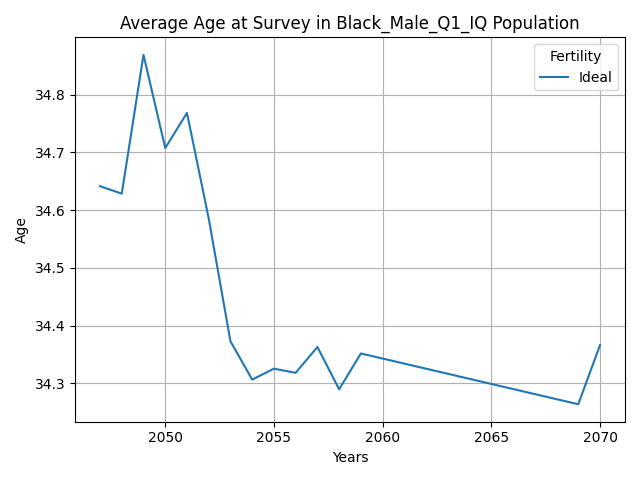 Average Age at Survey in Black_Male_Q1_IQ Population
Fertility
Ideal
34.8
34.7
34.6
34.5
34.4
34.3
Age
2050 2055 2060 2065 2070
Years